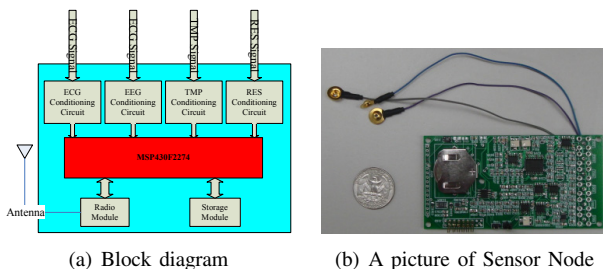 ECG Signal
Signal
TMP Signal
RES Signal
ECG
Conditioning
Circuit
EEG
Conditioning
Circuit
TMP
Conditioning
Circuit
RES
Conditioning
Circuit
MSP430F2274
Antenna
Radio
Module
Storage
Module
(a) Block diagram
(b) A picture of Sensor Node